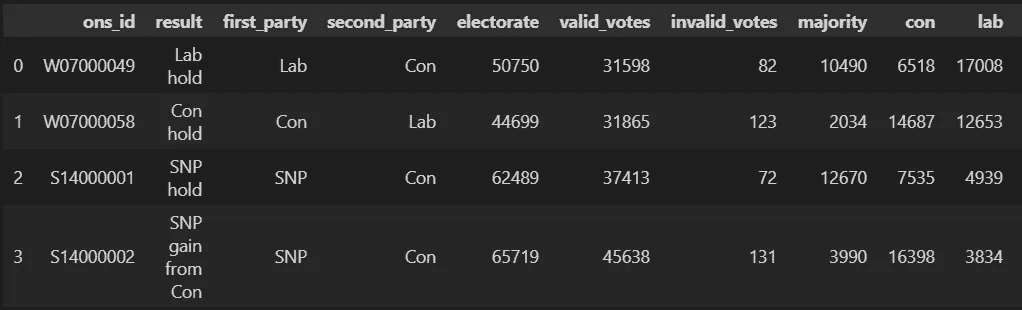 ons_id result first_party second_party electorate valid_votes invalid_votes majority con lab
0 W07000049 Lab hold Lab Con 50750 31598 82 10490 6518 17008
1 W07000058 Con hold Con Lab 44699 31865 123 2034 14687 12653
2 S14000001 SNP hold SNP Con 62489 37413 72 12670 7535 4939
3 S14000002 SNP gain from Con SNP Con 65719 45638 131 3990 16398 3834